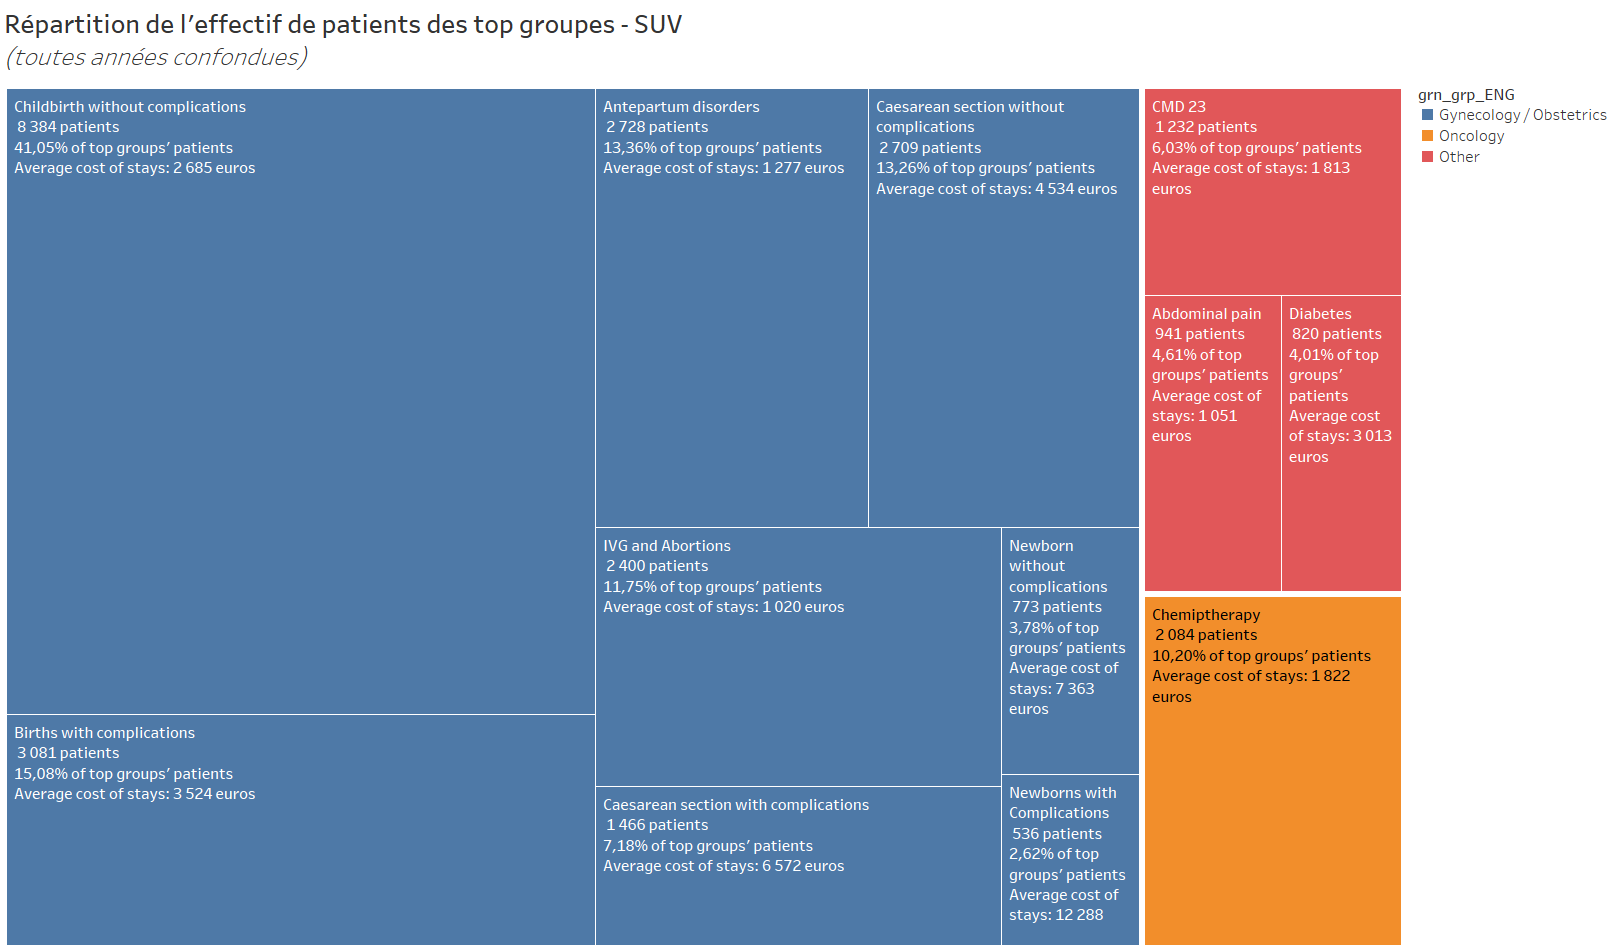 Répartition de l'effectif de patients des top groupes - SUV
(toutes années confondues)
Childbirth without complications
8 384 patients
41,05% of top groups' patients
Average cost of stays: 2 685 euros
Births with complications
3 081 patients
15,08% of top groups' patients
Average cost of stays: 3 524 euros
Antepartum disorders
2 728 patients
13,36% of top groups' patients
Average cost of stays: 1 277 euros
Caesarean section without
complications
2 709 patients
13,26% of top groups' patients
Average cost of stays: 4 534 euros
IVG and Abortions
2 400 patients
11,75% of top groups' patients
Average cost of stays: 1 020 euros
Caesarean section with complications
1 466 patients
7,18% of top groups' patients
Average cost of stays: 6 572 euros
Newborn
without
complications
773 patients
3,78% of top
groups' patients
Average cost of
stays: 7 363
euros
Newborns with
Complications
536 patients
2,62% of top
groups' patients
Average cost of
stays: 12 288
CMD 23
1 232 patients
6,03% of top groups' patients
Average cost of stays: 1 813
euros
Abdominal pain
941 patients
4,61% of top
groups' patients
Average cost of
stays: 1 051
euros
Diabetes
820 patients
4,01% of top
groups'
patients
Average cost
of stays: 3 013
euros
Chemiptherapy
2 084 patients
10,20% of top groups' patients
Average cost of stays: 1 822
euros
grn_grp_ENG
Gynecology / Obstetrics
Oncology
Other